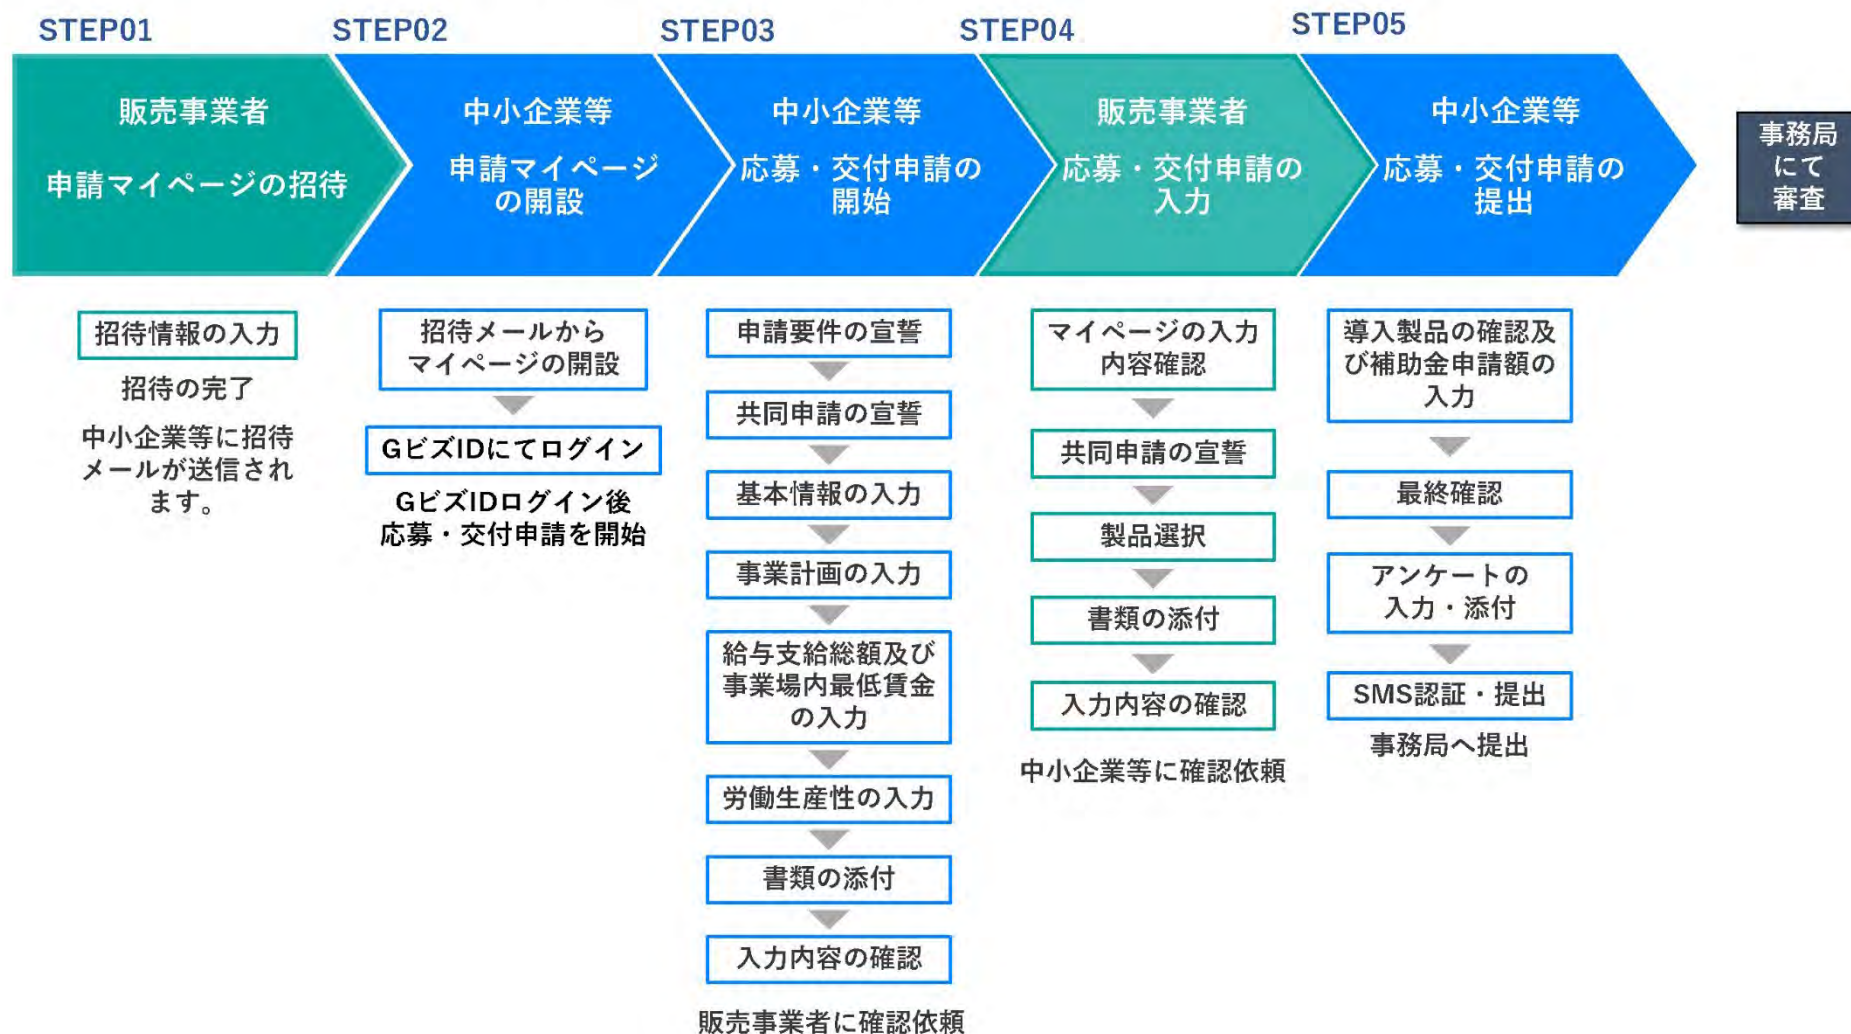 STEP01
販売事業者
申請マイページの招待
招待情報の入力
招待の完了
中小企業等に招待
メールが送信され
ます。
STEP02
中小企業等
申請マイページ
の開設
招待メールから
マイページの開設
GビズIDにてログイン
GビズIDログイン後
応募・交付申請を開始
STEP03
中小企業等
応募・交付申請の
開始
申請要件の宣誓
共同申請の宣誓
基本情報の入力
事業計画の入力
給与支給総額及び
事業場内最低賃金
の入力
労働生産性の入力
書類の添付
入力内容の確認
販売事業者に確認依頼
STEP04
販売事業者
応募・交付申請の
入力
マイページの入力
内容確認
共同申請の宣誓
製品選択
書類の添付
入力内容の確認
中小企業等に確認依頼
STEP05
中小企業等
応募・交付申請の
提出
導入製品の確認及
び補助金申請額の
入力
最終確認
アンケートの
入力・添付
SMS認証・提出
事務局へ提出
事務局
にて
審査